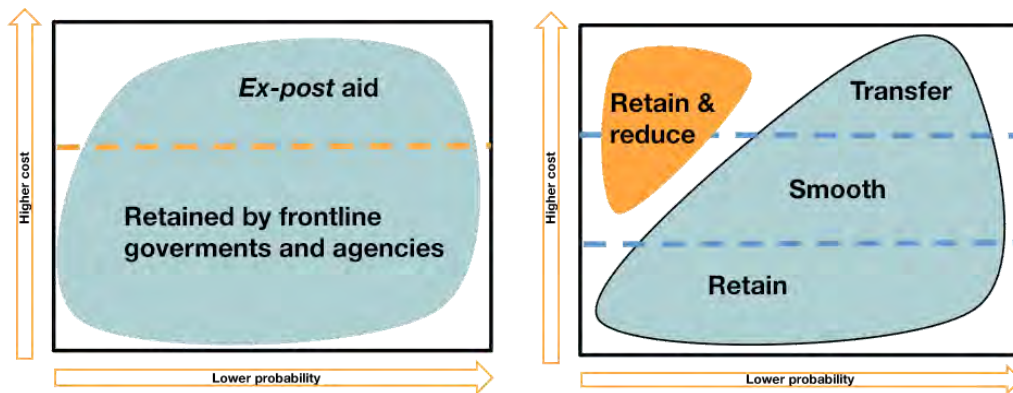 Higher cost
Ex-post aid
Retained by frontline
goverments and agencies
Lower probability
Higher cost
Retain &
reduce
Transfer
Smooth
Retain
Lower probability